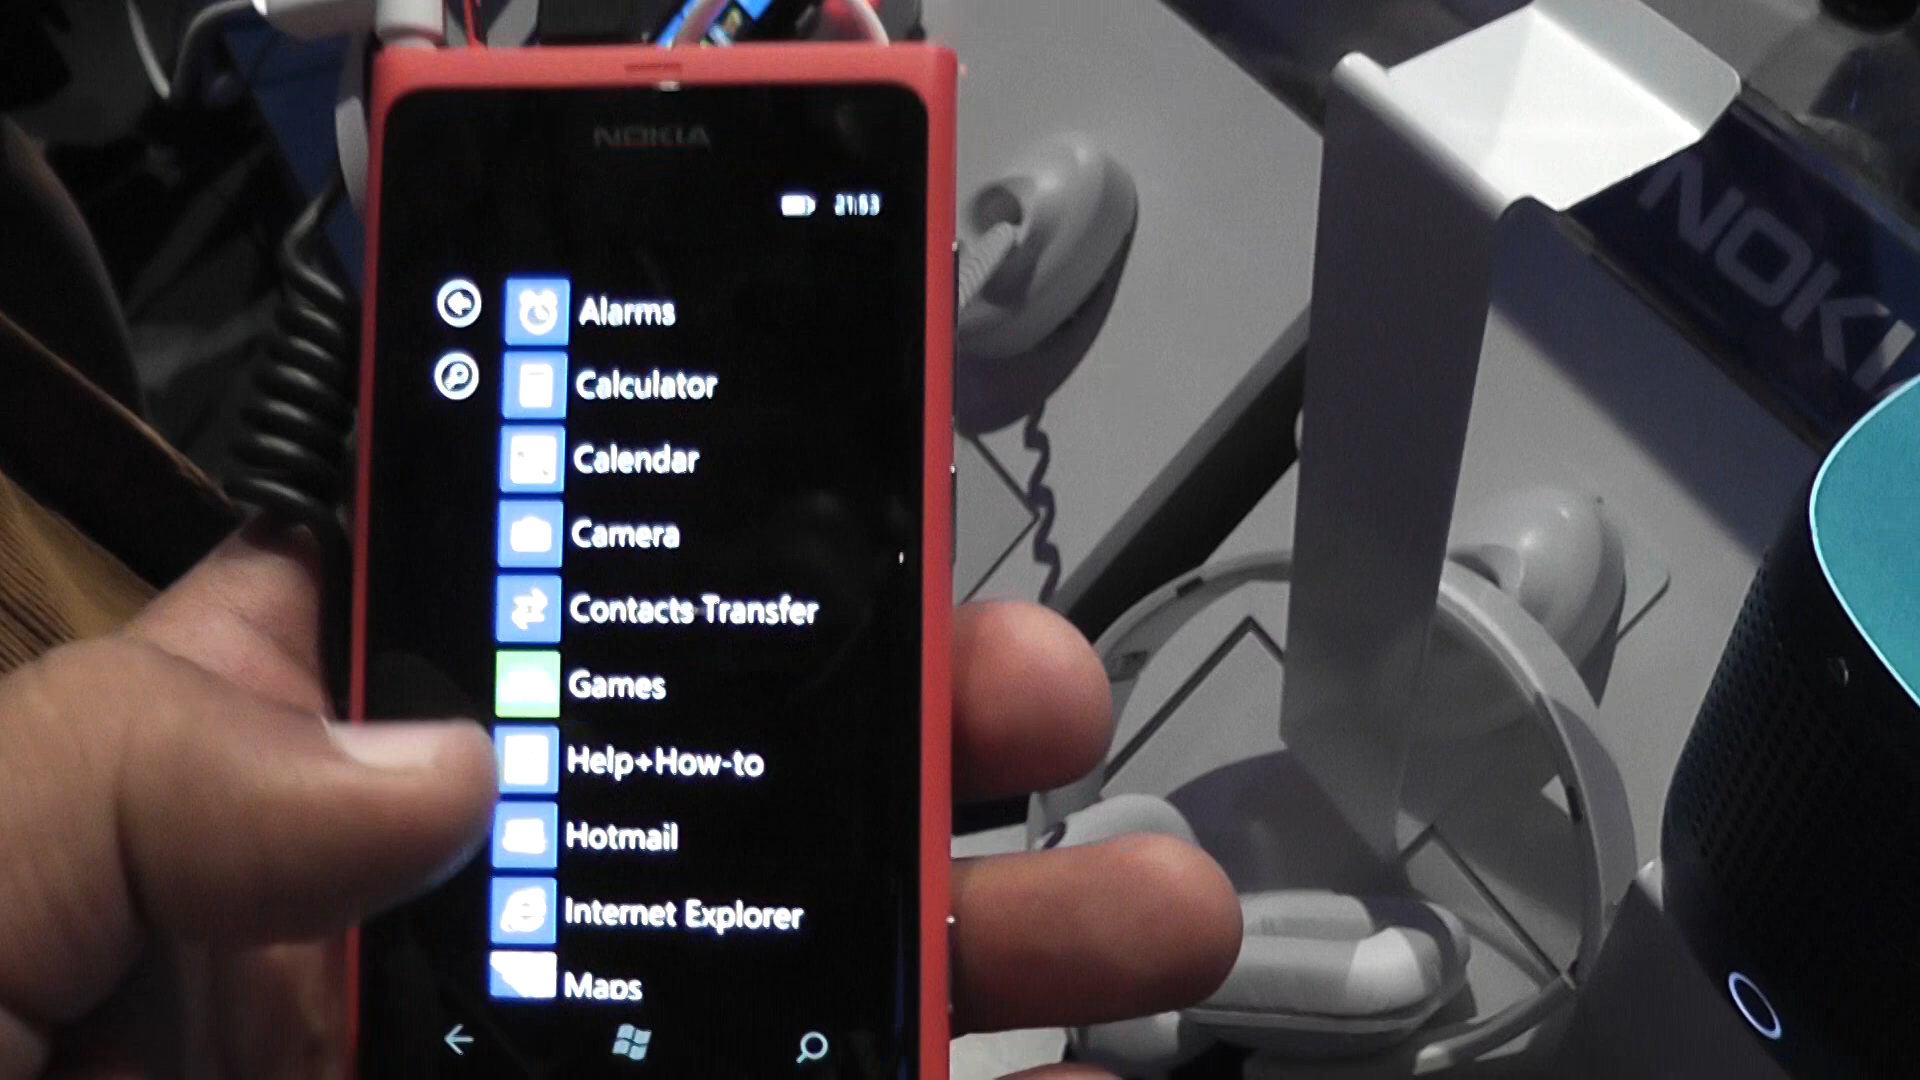 NOKIA
21:53
Alarms
Calculator
Calendar
Camera
Contacts Transfer
Games
Help+How-to
Hotmail
Internet Explorer
Maps
NOKI